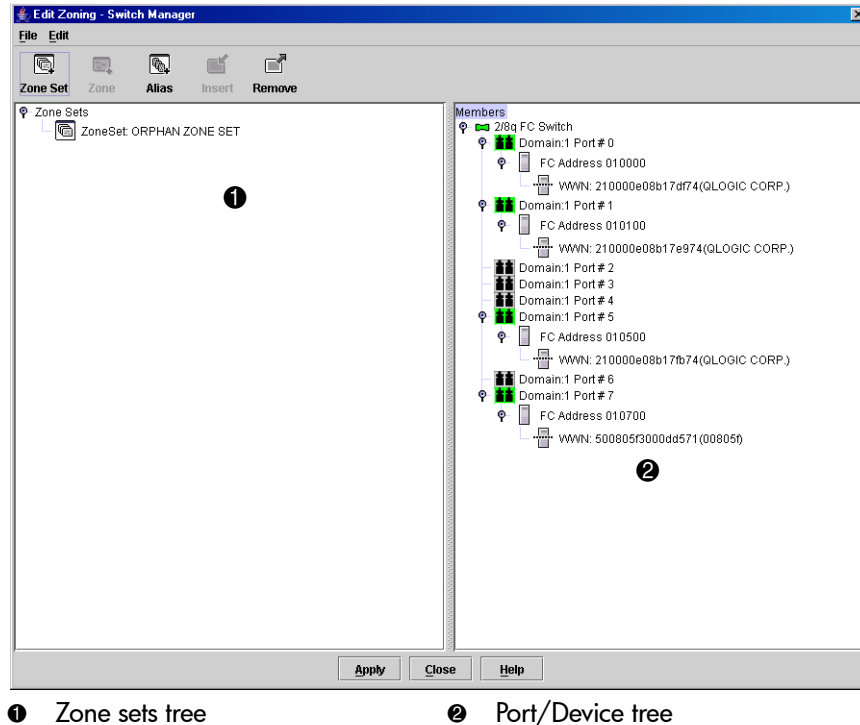 Edit Zoning - Switch Manager
File Edit
Zone Set Zone Alias Insert Remove
Zone Sets
ZoneSet: ORPHAN ZONE SET
❶
Members
2/8q FC Switch
Domain:1 Port# 0
FC Address 010000
WWN: 210000e08b17df74(QLOGIC CORP.)
Domain:1 Port# 1
FC Address 010100
WWN: 210000e08b17e974(QLOGIC CORP.)
Domain:1 Port# 2
Domain:1 Port# 3
Domain:1 Port# 4
Domain:1 Port# 5
FC Address 010500
WWN: 210000e08b17fb74(QLOGIC CORP.)
Domain:1 Port# 6
Domain:1 Port# 7
FC Address 010700
WWN: 500805f3000dd571(00805f)
❷
Apply Close Help
❶ Zone sets tree ❷ Port/Device tree